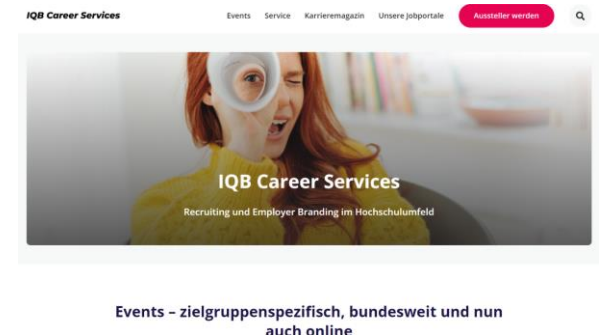 IQB Career Services
Events Service Karrieremagazin Unsere Jobportale Aussteller werden
IQB Career Services
Recruiting und Employer Branding im Hochschulumfeld
Events – zielgruppenspezifisch, bundesweit und nun
auch online